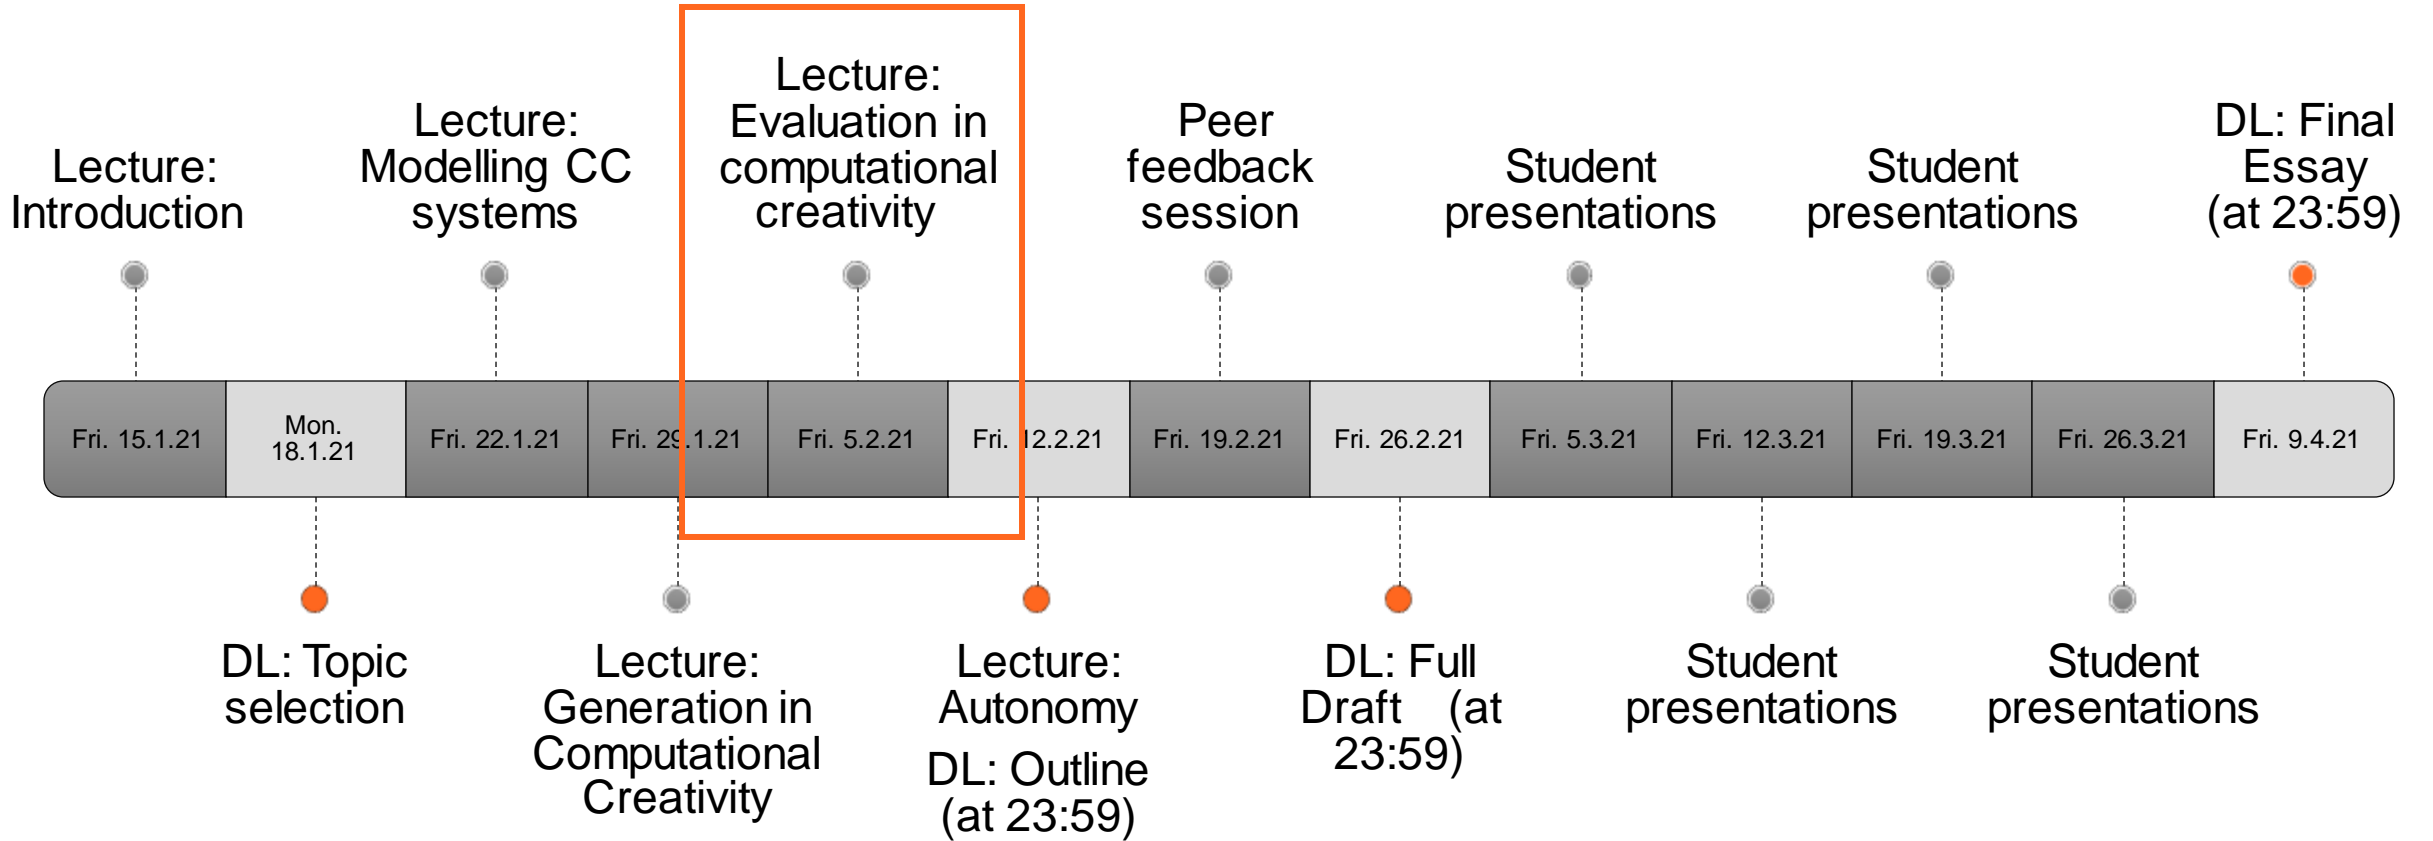 Lecture:
Introduction
Lecture:
Modelling CC
systems
Lecture:
Evaluation in
computational
creativity
Peer
feedback
session
Student
presentations
Student
presentations
DL: Final
Essay
(at 23:59)
Fri. 15.1.21
Mon.
18.1.21
Fri. 22.1.21
Fri. 29.1.21
Fri. 5.2.21
Fri. 12.2.21
Fri. 19.2.21
Fri. 26.2.21
Fri. 5.3.21
Fri. 12.3.21
Fri. 19.3.21
Fri. 26.3.21
Fri. 9.4.21
DL: Topic
selection
Lecture:
Generation in
Computational
Creativity
Lecture:
Autonomy
DL: Outline
(at 23:59)
DL: Full
Draft (at
23:59)
Student
presentations
Student
presentations